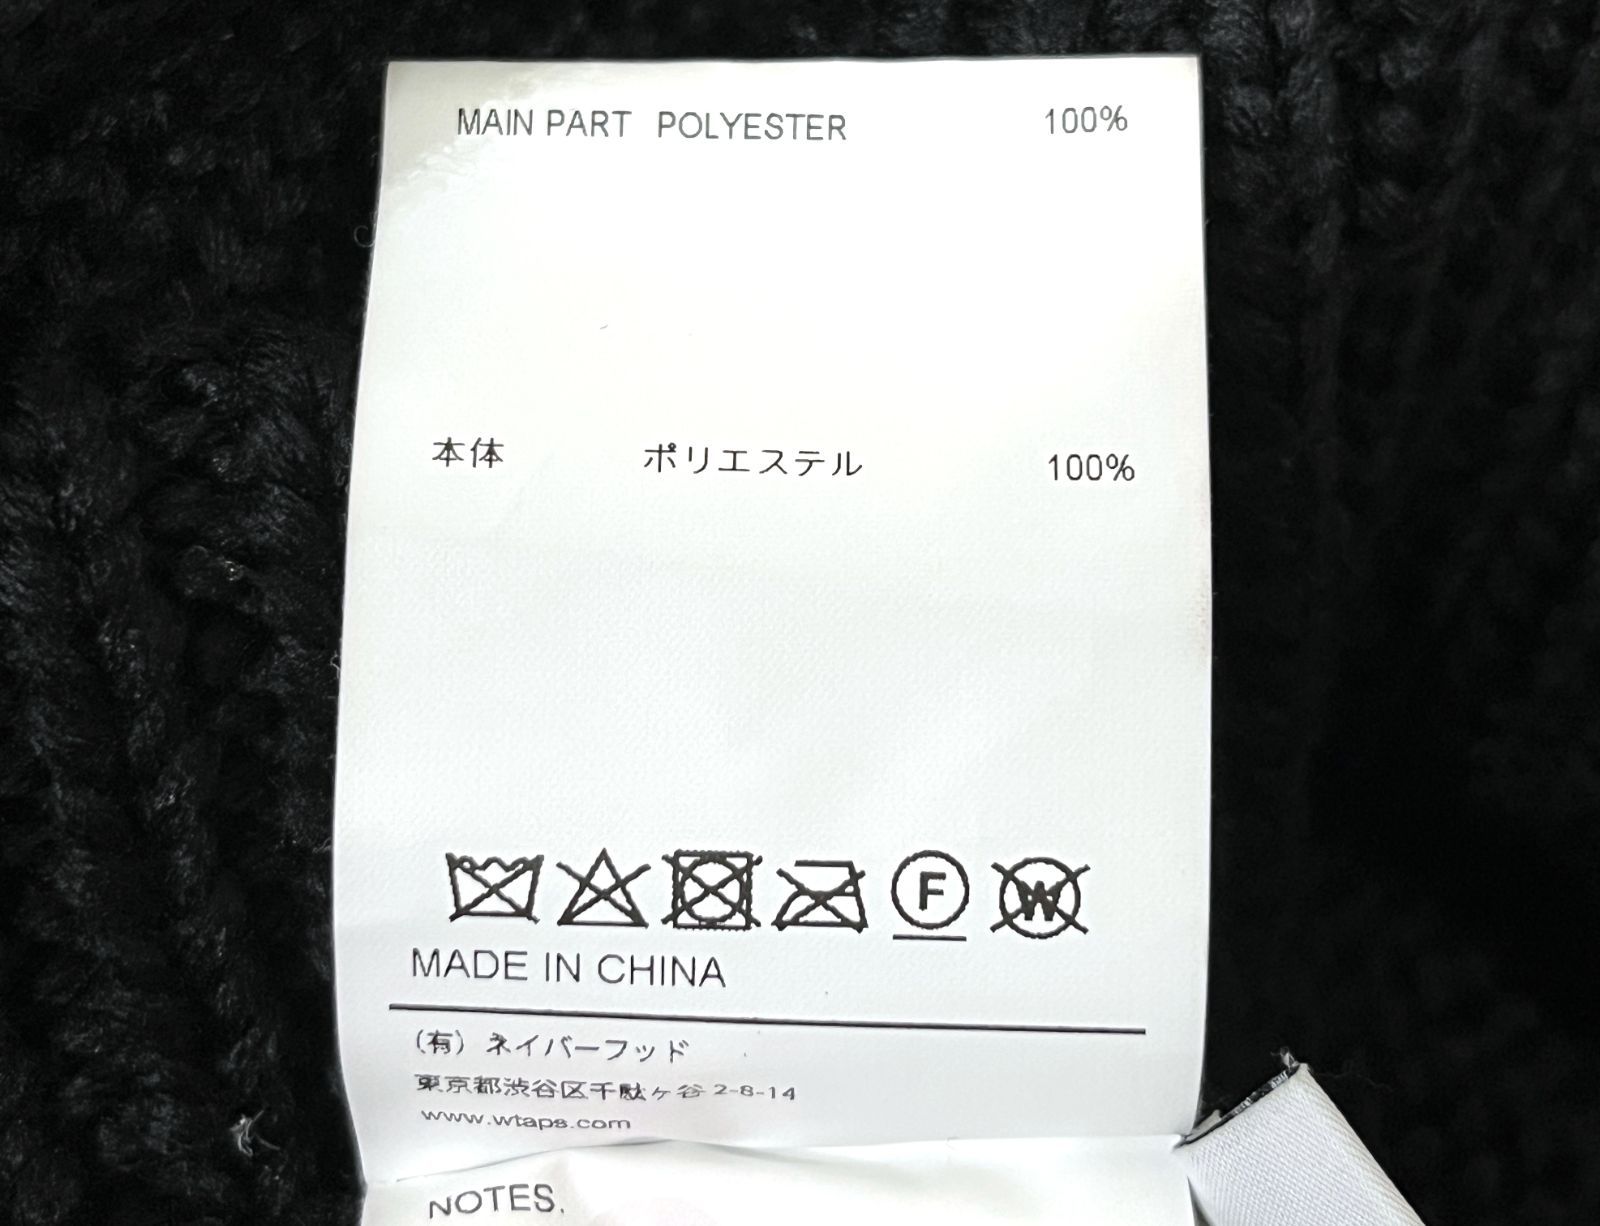 MAIN PART POLYESTER 100%
本体 ポリエステル 100%
F W
MADE IN CHINA
(有) ネイバーフッド
東京都渋谷区千駄ヶ谷 2-8-14
www.wtaps.com
NOTES.